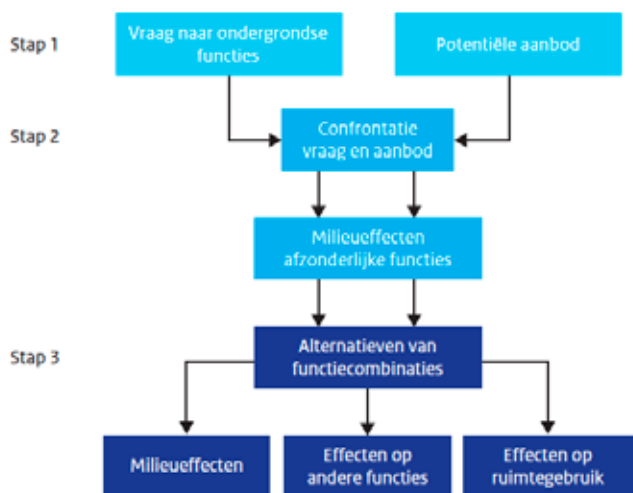 Stap 1
Vraag naar ondergrondse
functies
Potentiële aanbod
Stap 2
Confrontatie
vraag en aanbod
Milieueffecten
afzonderlijke functies
Stap 3
Alternatieven van
functiecombinaties
Milieueffecten
Effecten op
andere functies
Effecten op
ruimtegebruik